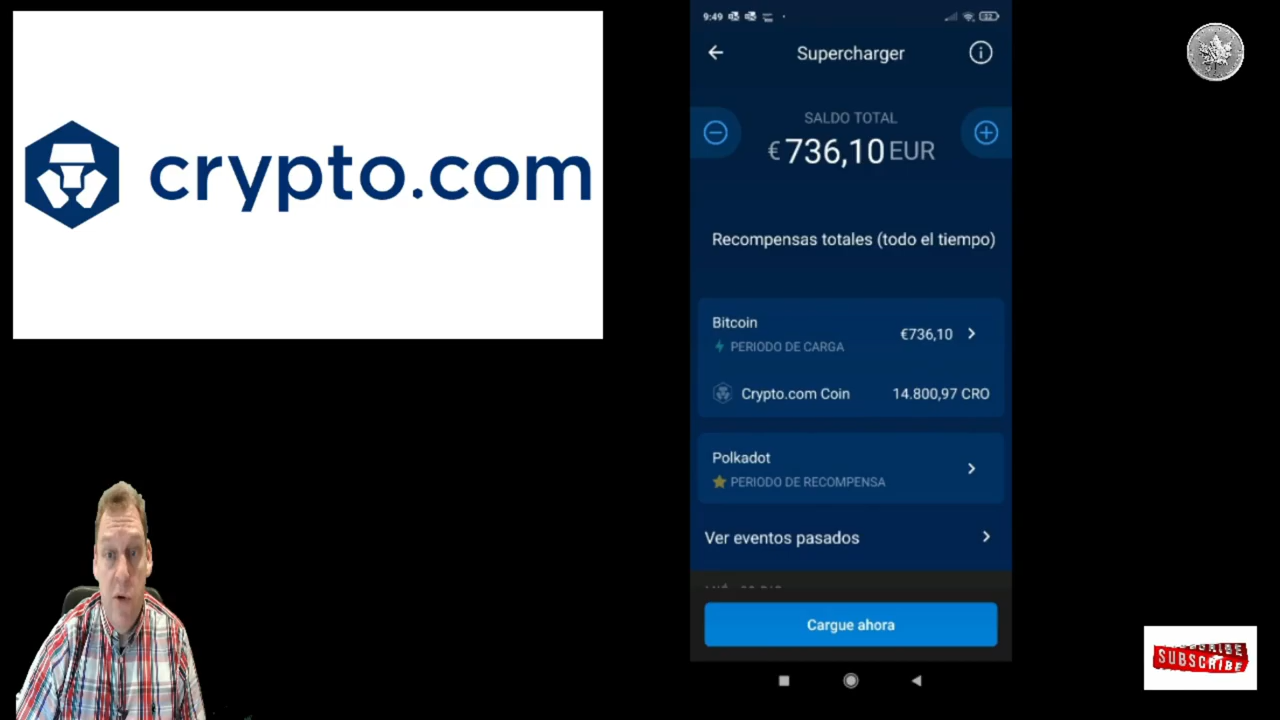 crypto.com
9:49
Supercharger
SALDO TOTAL
€ 736,10 EUR
Recompensas totales (todo el tiempo)
Bitcoin
€736,10
PERIODO DE CARGA
Crypto.com Coin
14.800,97 CRO
Polkadot
PERIODO DE RECOMPENSA
Ver eventos pasados
Cargue ahora
SUBSCRIBE